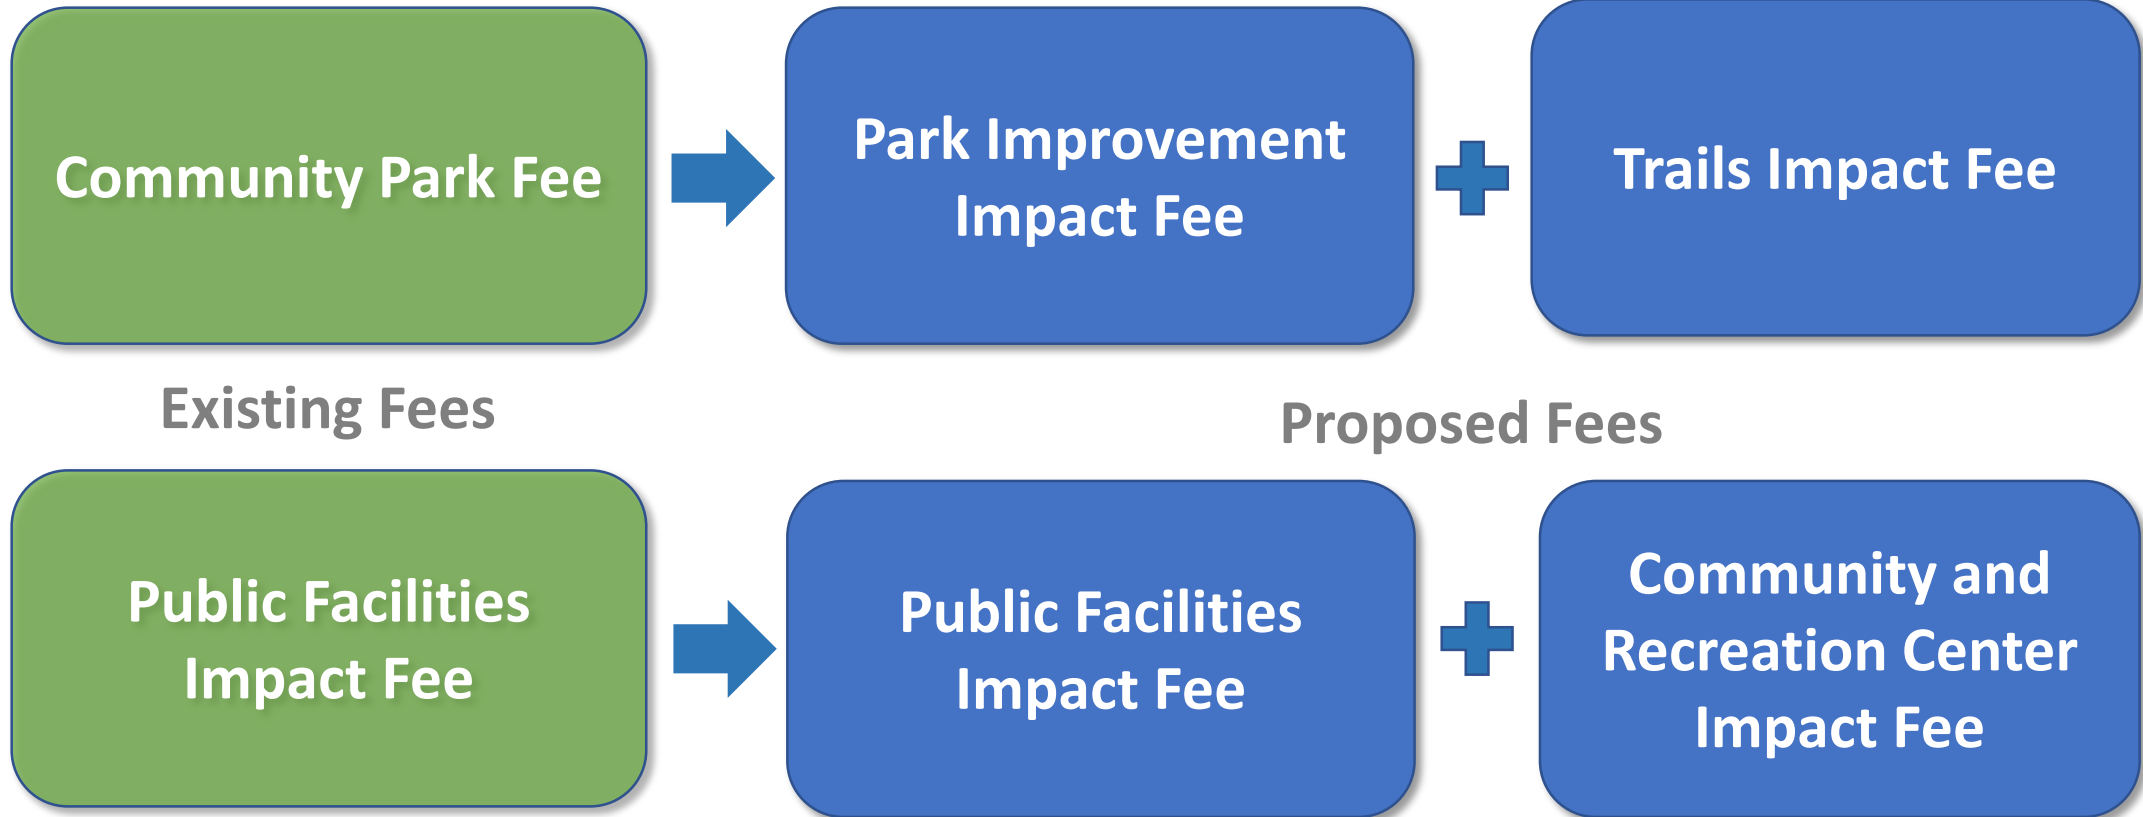 Community Park Fee
Park Improvement
Impact Fee
Trails Impact Fee
Existing Fees
Proposed Fees
Public Facilities
Impact Fee
Public Facilities
Impact Fee
Community and
Recreation Center
Impact Fee